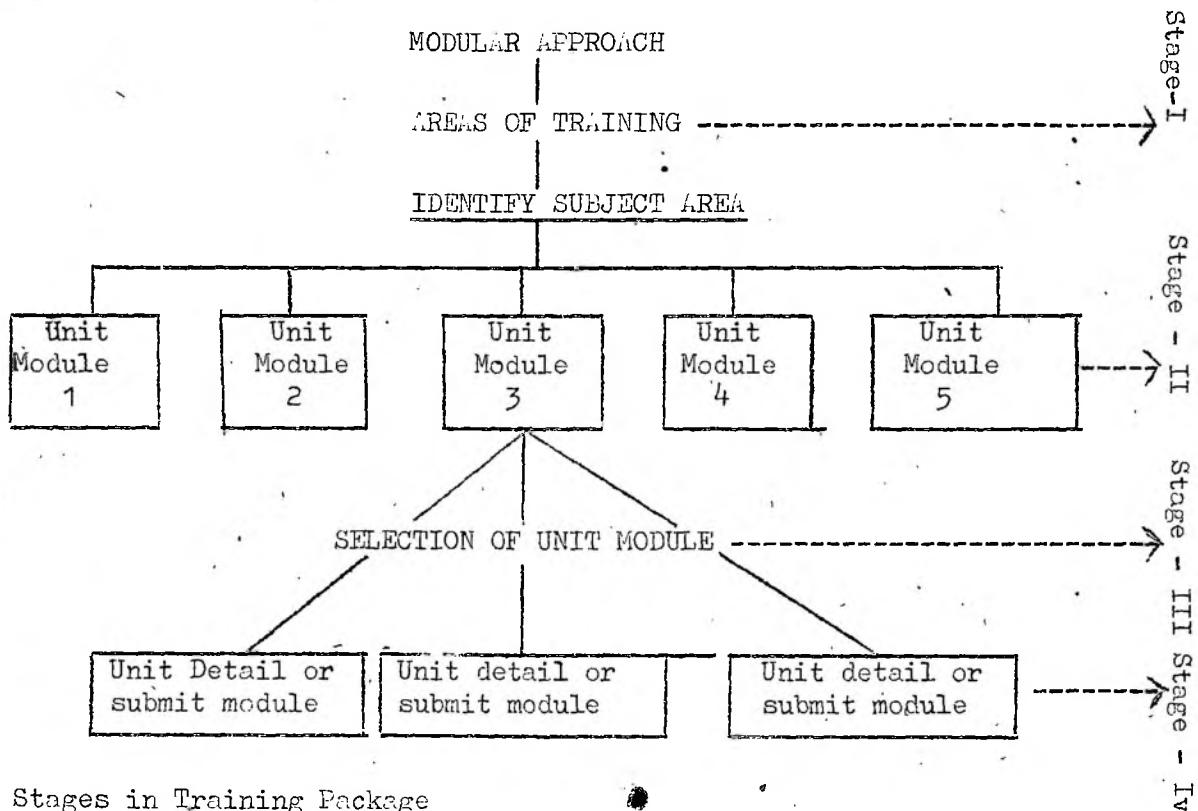 MODULAR APPROACH
AREAS OF TRAINING
Stage-I
IDENTIFY SUBJECT AREA
Unit Module 1
Unit Module 2
Unit Module 3
Unit Module 4
Unit Module 5
Stage - II
SELECTION OF UNIT MODULE
Stage - III
Unit Detail or
submit module
Unit detail or
submit module
Unit detail or
submit module
Stage - Iv
Stages in Training Package